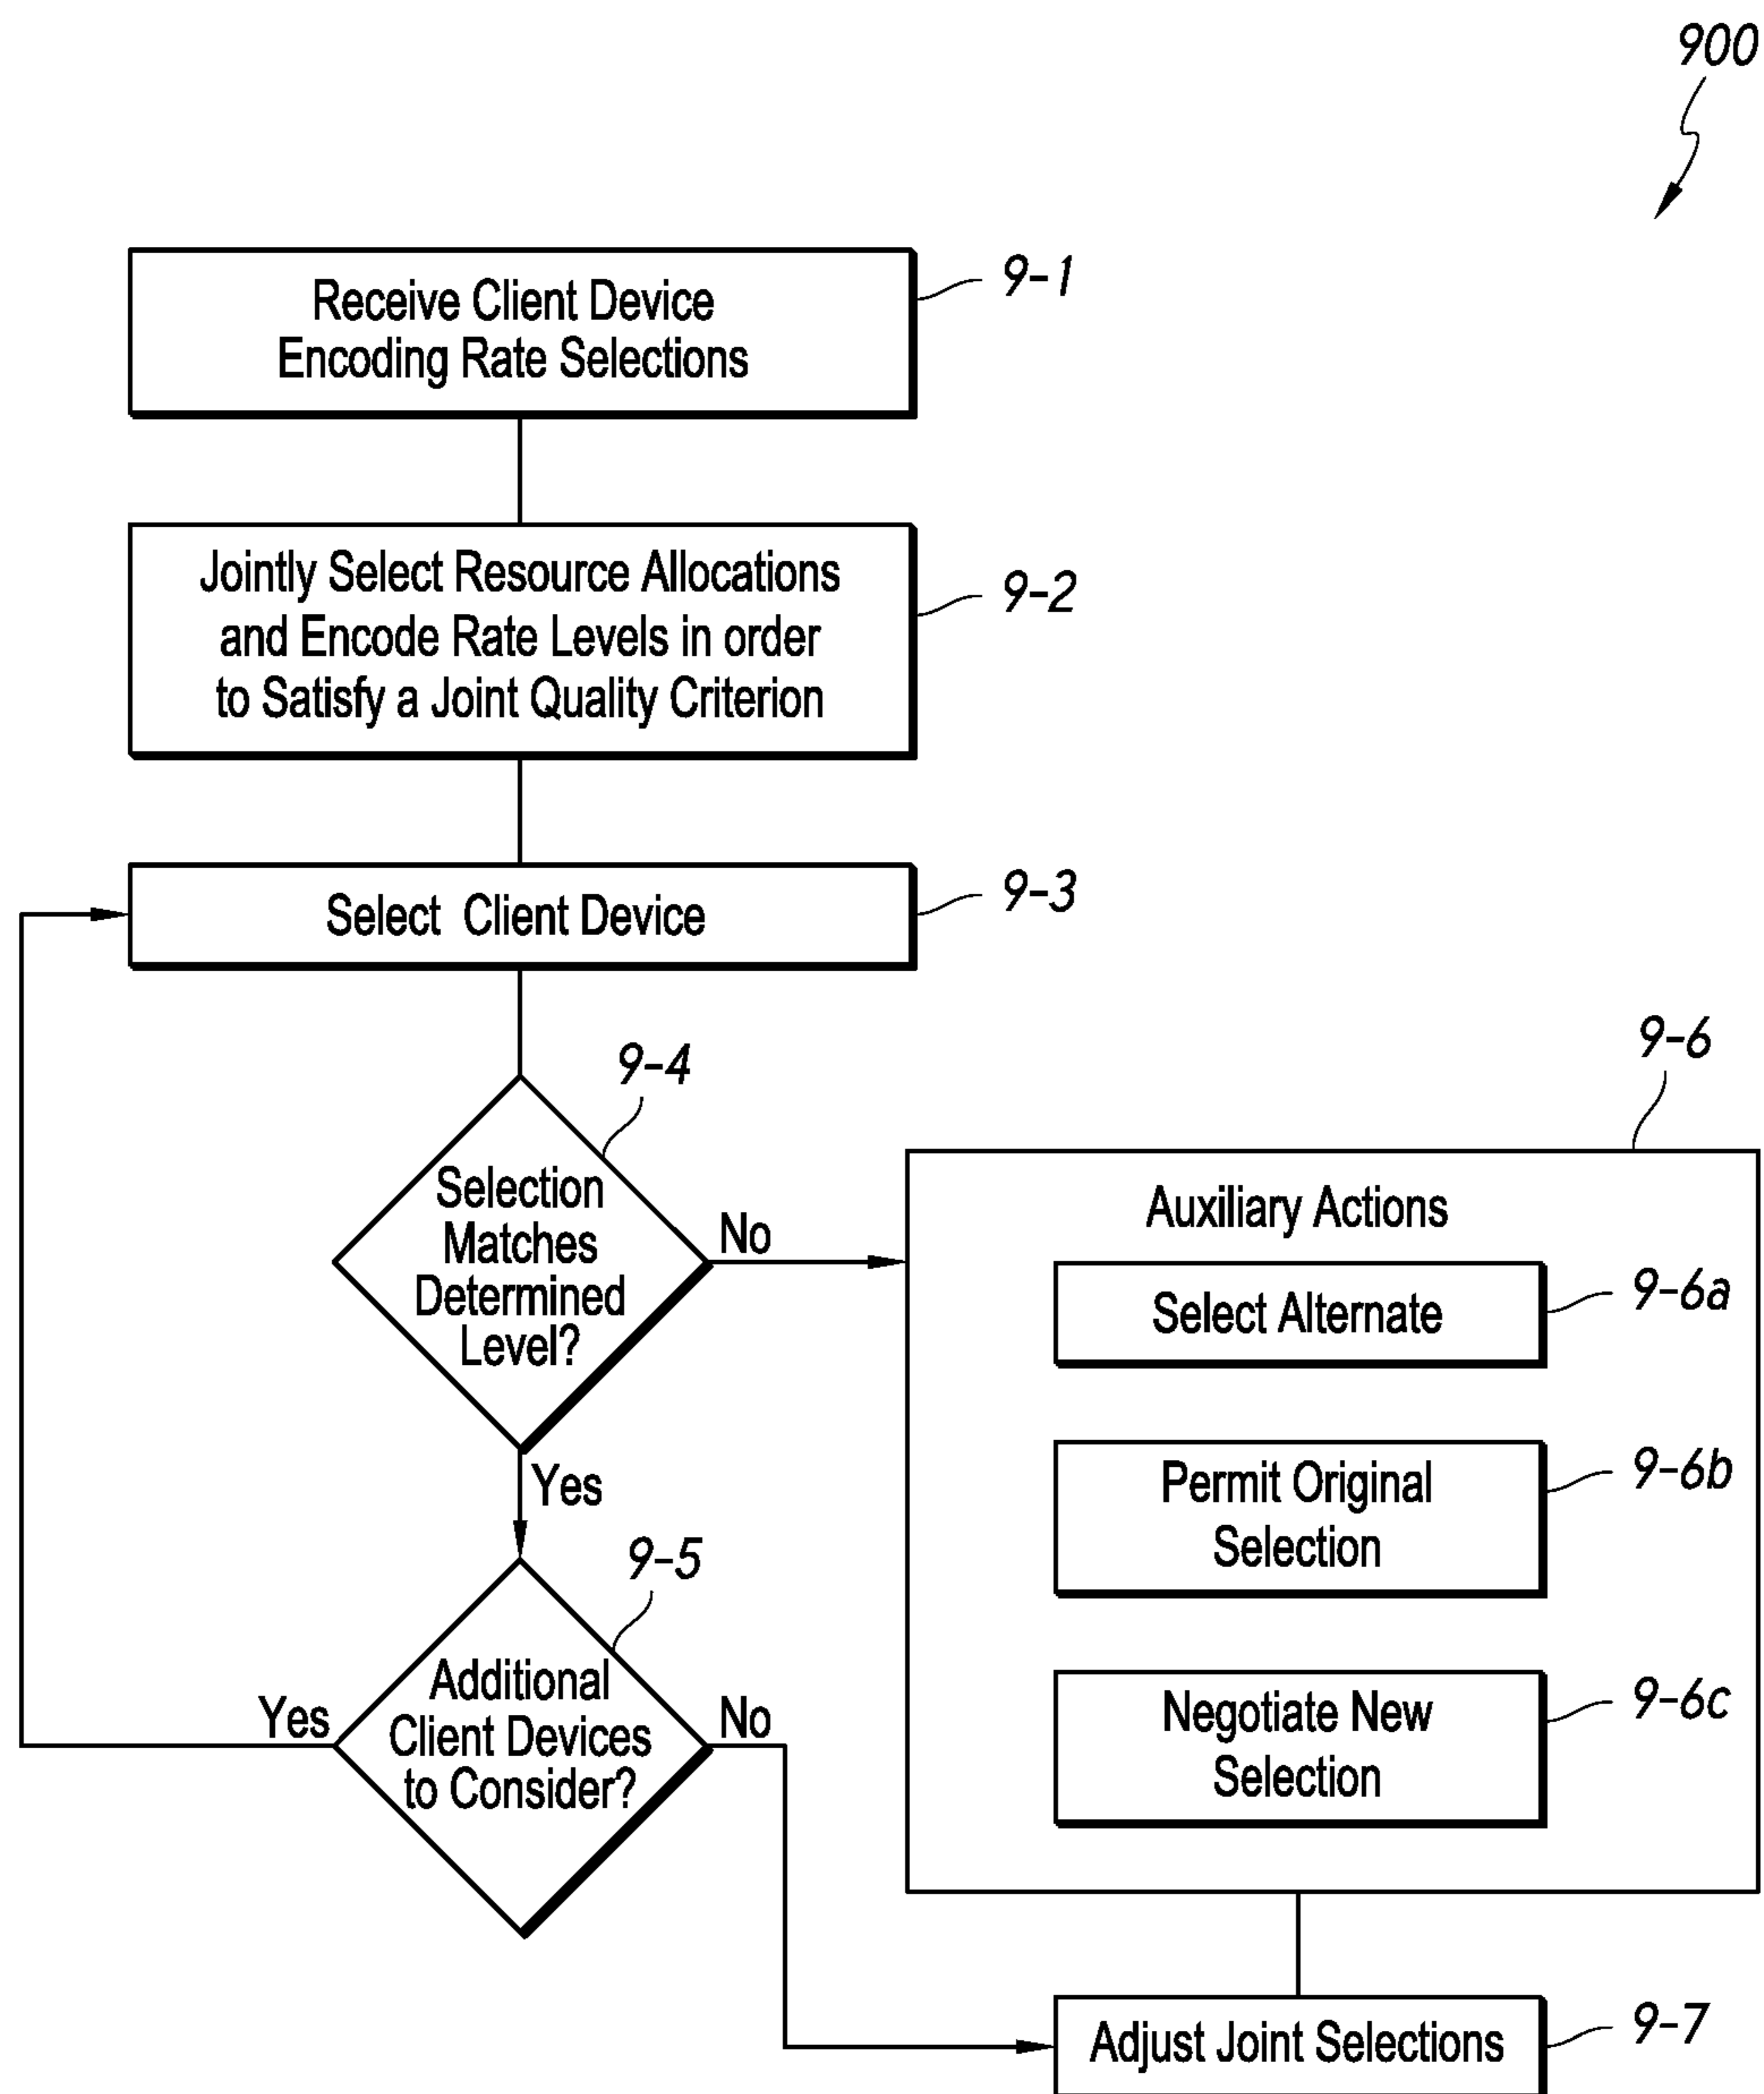 900
Receive Client Device
Encoding Rate Selections
9-1
Jointly Select Resource Allocations
and Encode Rate Levels in order
to Satisfy a Joint Quality Criterion
9-2
Select Client Device
9-3
9-4
Selection
Matches
Determined
Level?
No
Yes
9-5
Additional
Client Devices
to Consider?
Yes
No
9-6
Auxiliary Actions
Select Alternate
9-6a
Permit Original
Selection
9-6b
Negotiate New
Selection
9-6c
Adjust Joint Selections
9-7